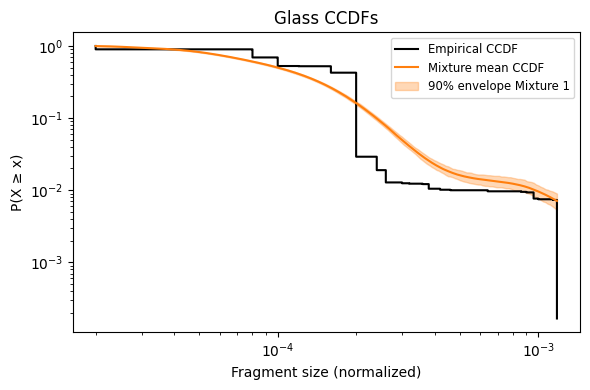 Glass CCDFs
Empirical CCDF
Mixture mean CCDF
90% envelope Mixture 1
P(X ≥ x)
10⁰
10⁻¹
10⁻²
10⁻³
10⁻⁴
10⁻³
Fragment size (normalized)